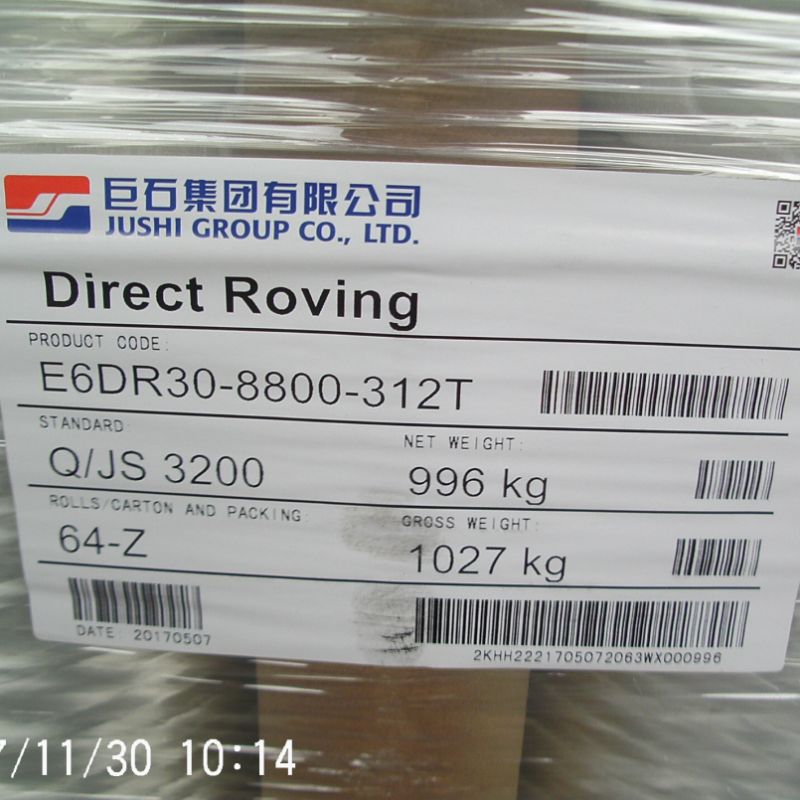 巨石集团有限公司
JUSHI GROUP CO., LTD.
Direct Roving
PRODUCT CODE:
E6DR30-8800-312T
STANDARD
Q/JS 3200
NET WEIGHT:
996 kg
ROLLS/CARTON AND PACKING:
64-Z
GROSS WEIGHT:
1027 kg
DATE: 20170507
2KHH2221705072063WX000996
7/11/30 10:14